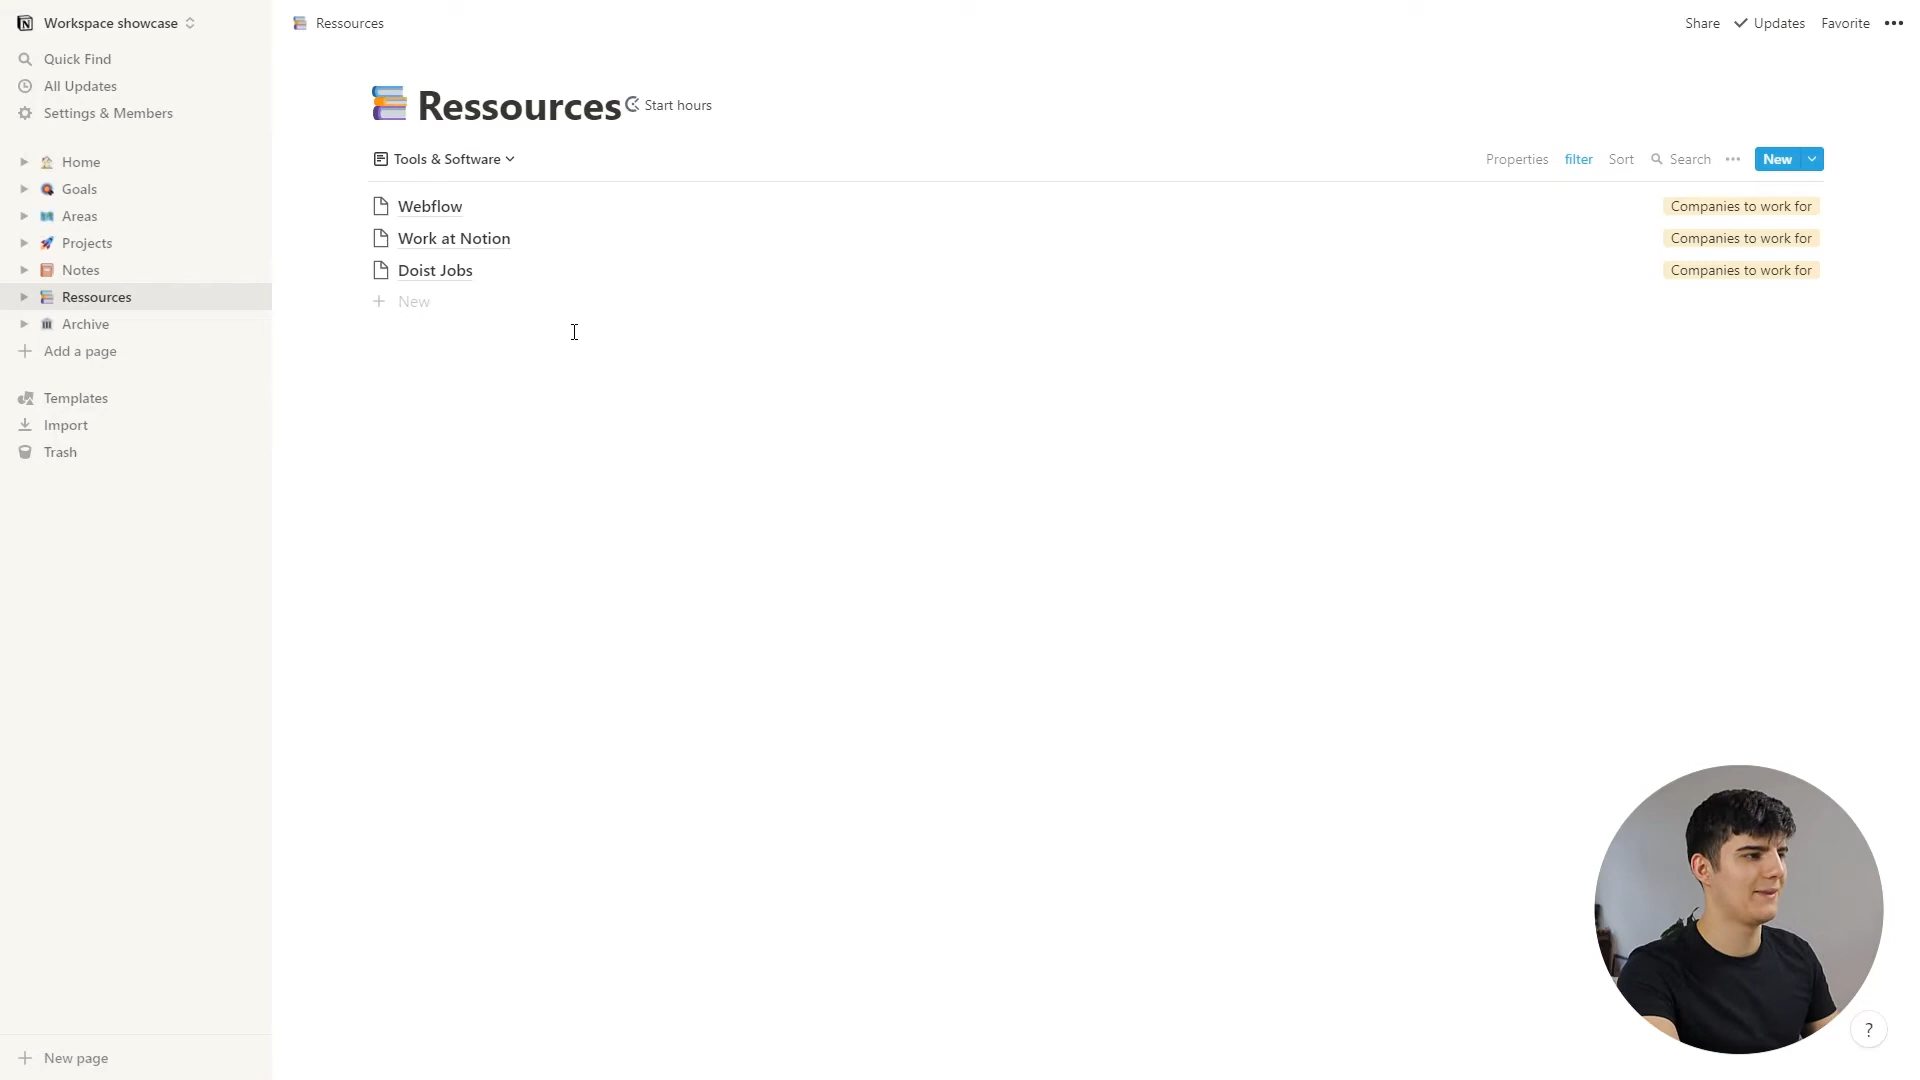 Workspace showcase
Ressources
Share
Updates
Favorite
Quick Find
All Updates
Settings & Members
Home
Goals
Areas
Projects
Notes
Ressources
Archive
Add a page
Templates
Import
Trash
New page
Ressources
Start hours
Tools & Software
Properties
filter
Sort
Search
New
Webflow
Companies to work for
Work at Notion
Companies to work for
Doist Jobs
Companies to work for
New
?